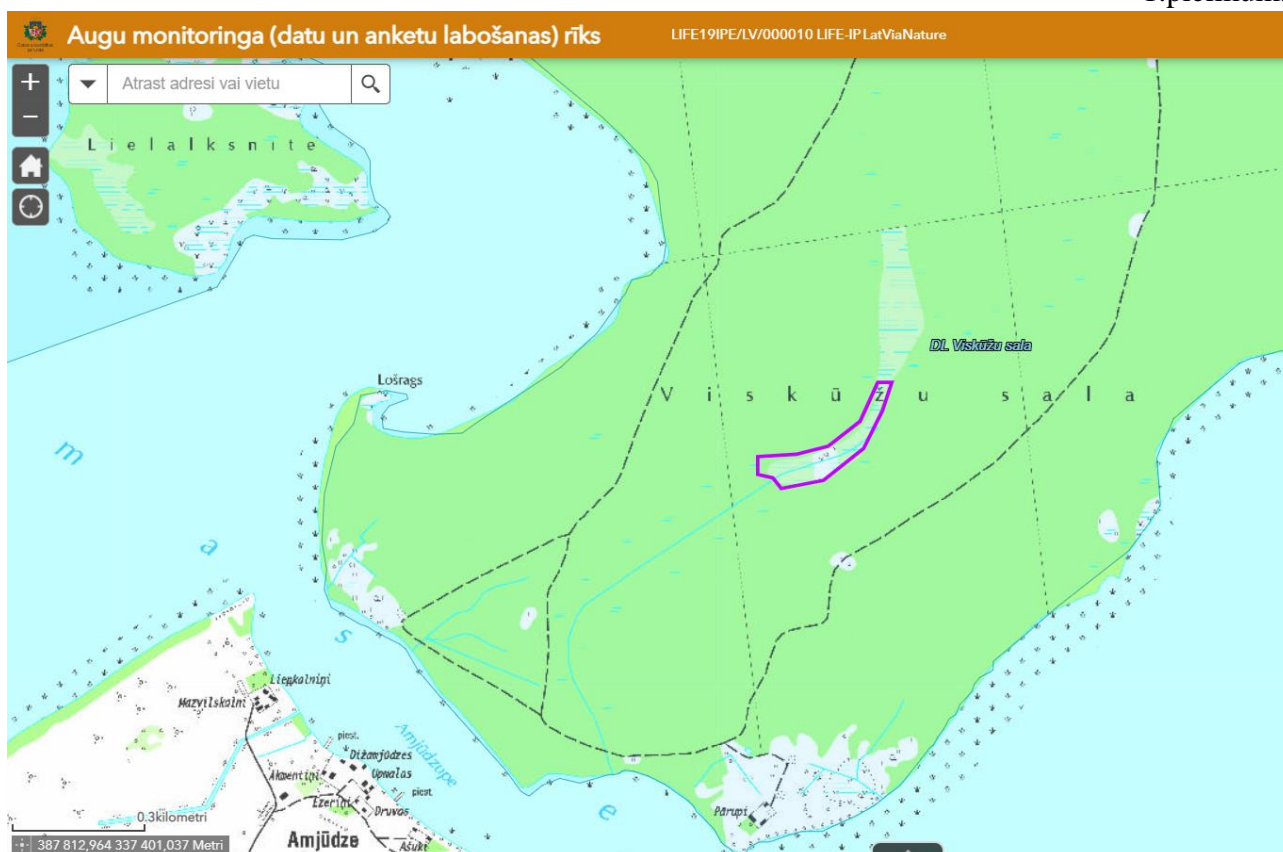 Augu monitoringa (datu un anketu labošanas) rīks
LIFE19IPE/LV/000010 LIFE-IP LatViaNature
+
Atrast adresi vai vietu
−
Lielalksnīte
DL Viskūžu sala
Lošrags
Viskūžu sala
m
a
s
e
Liepkalniņi
Mazvilskalni
piest.
Dižamjūdzes
Amjūdzupe
Upmalas
Akmentiņi
piest.
Ezeriņi
Druvas
Pārupi
0.3kilometri
Amjūdze
Ašuki
387 812,964 337 401,037 Metri